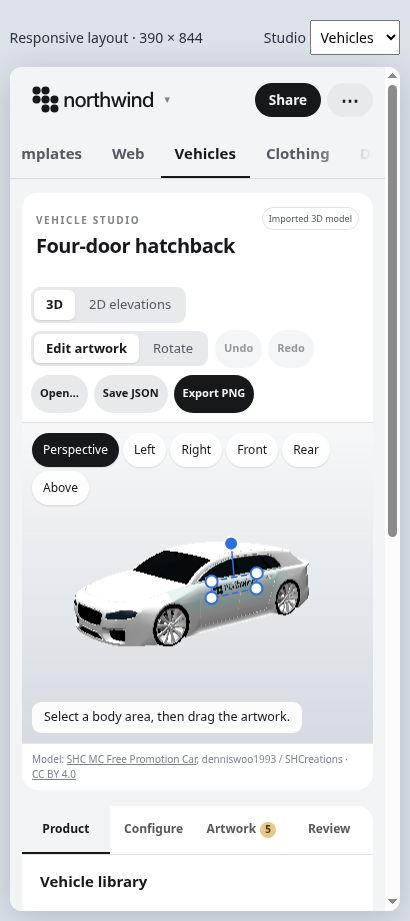 Responsive layout · 390 × 844 Studio Vehicles
northwind Share ...
mplates Web Vehicles Clothing D
VEHICLE STUDIO Imported 3D model
Four-door hatchback
3D 2D elevations
Edit artwork Rotate Undo Redo
Open... Save JSON Export PNG
Perspective Left Right Front Rear
Above
Select a body area, then drag the artwork.
Model: SHC MC Free Promotion Car, denniswoo1993 / SHCreations ·
CC BY 4.0
Product Configure Artwork 5 Review
Vehicle library